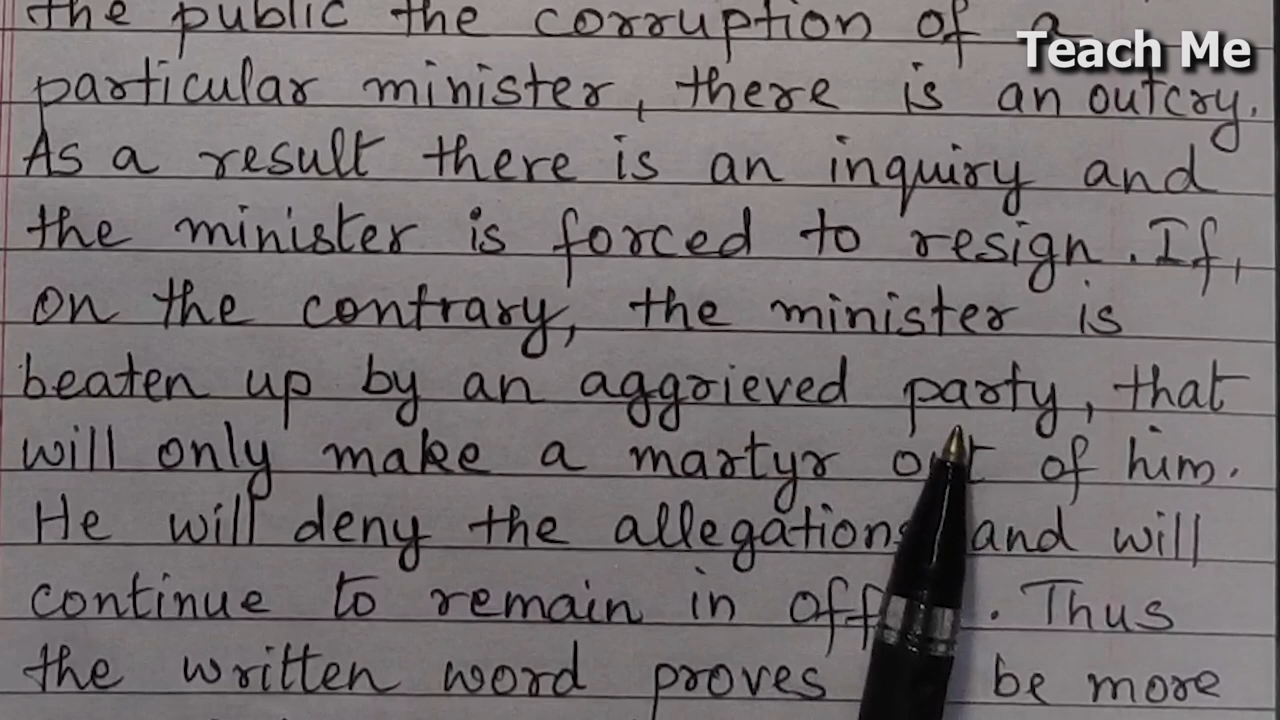 the public the corruption of a
Teach Me
particular minister, there is an outcry.
As a result there is an inquiry and
the minister is forced to resign. If,
on the contrary, the minister is
beaten up by an aggrieved party, that
will only make a martyr out of him.
He will deny the allegations and will
continue to remain in . Thus
the written word proves be more